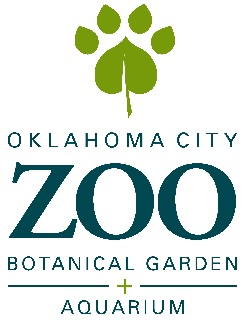 OKLAHOMA CITY
ZOO
BOTANICAL GARDEN
+
AQUARIUM